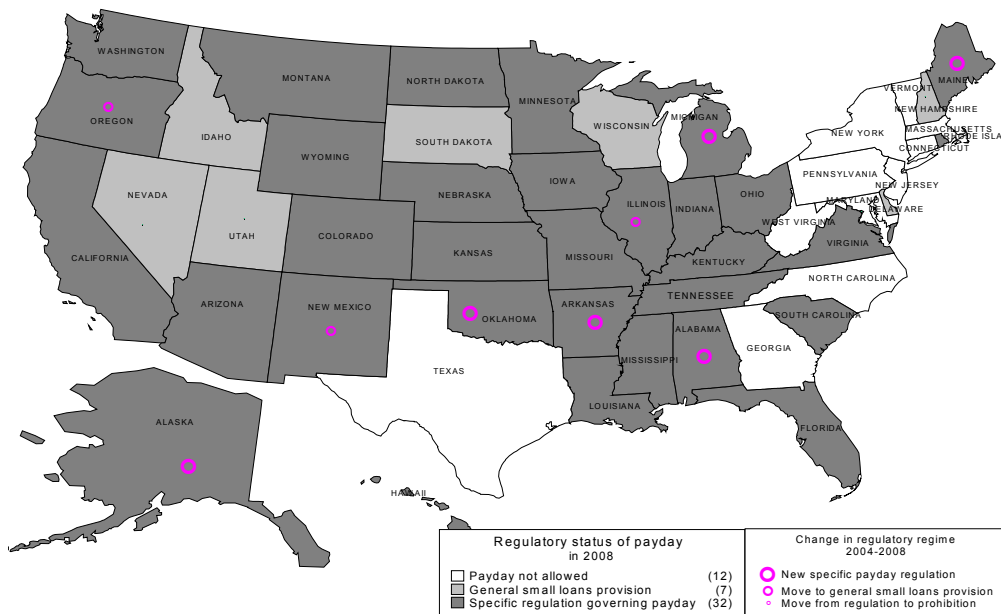 WASHINGTON
MONTANA
NORTH DAKOTA
MINNESOTA
MAINE
VERMONT
NEW HAMPSHIRE
OREGON
IDAHO
SOUTH DAKOTA
WISCONSIN
MICHIGAN
NEW YORK
MASSACHUSETTS
RHODE ISLA
CONNECTICUT
WYOMING
PENNSYLVANIA
NEW JERSEY
NEVADA
UTAH
COLORADO
NEBRASKA
IOWA
ILLINOIS
INDIANA
OHIO
MARYLAND
DELAWARE
WEST VIRGINIA
VIRGINIA
CALIFORNIA
KANSAS
MISSOURI
KENTUCKY
NORTH CAROLINA
ARIZONA
NEW MEXICO
OKLAHOMA
ARKANSAS
TENNESSEE
SOUTH CAROLINA
TEXAS
MISSISSIPPI
ALABAMA
GEORGIA
LOUISIANA
FLORIDA
ALASKA
HAWAII
Regulatory status of payday
in 2008
Payday not allowed (12)
General small loans provision (7)
Specific regulation governing payday (32)
Change in regulatory regime
2004-2008
New specific payday regulation
Move to general small loans provision
Move from regulation to prohibition